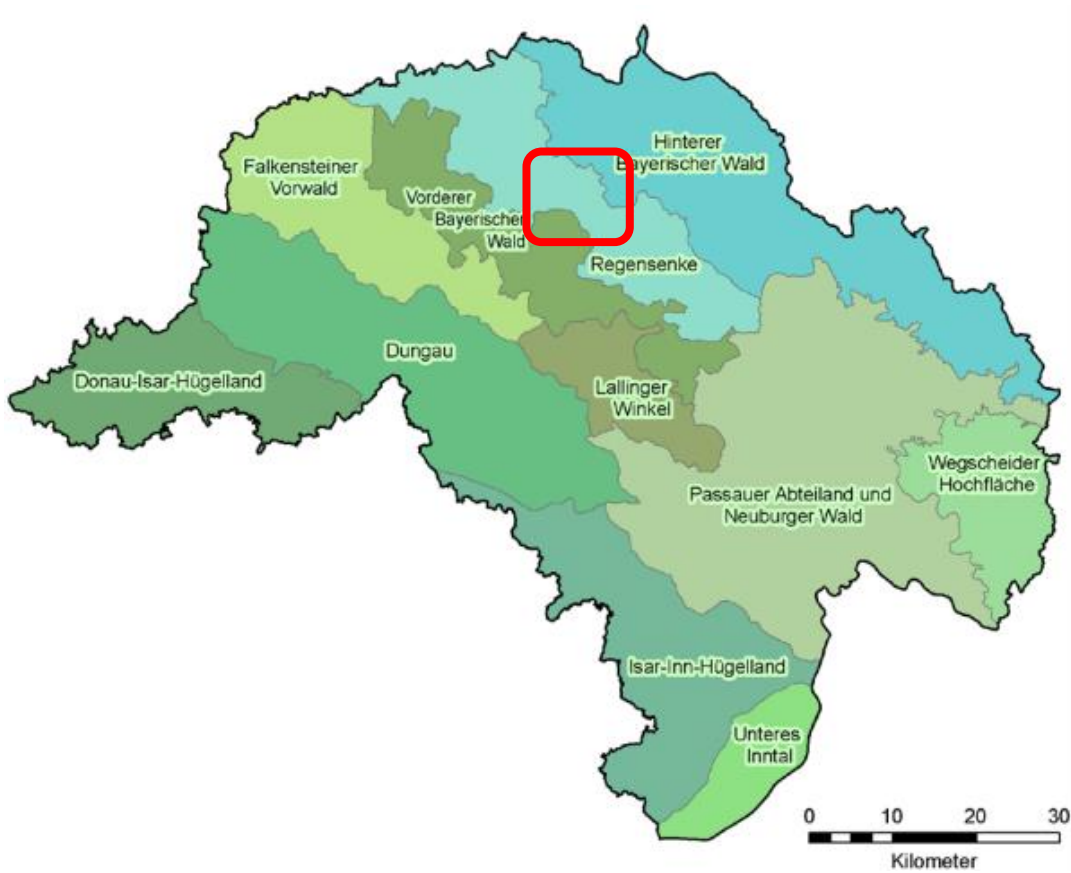 Hinterer
Bayerischer Wald
Falkensteiner
Vorwald
Vorderer
Bayerischer
Wald
Regensenke
Dungau
Donau-Isar-Hügelland
Lallinger
Winkel
Wegscheider
Hochfläche
Passauer Abteiland und
Neuburger Wald
Isar-Inn-Hügelland
Unteres
Inntal
0 10 20 30
Kilometer